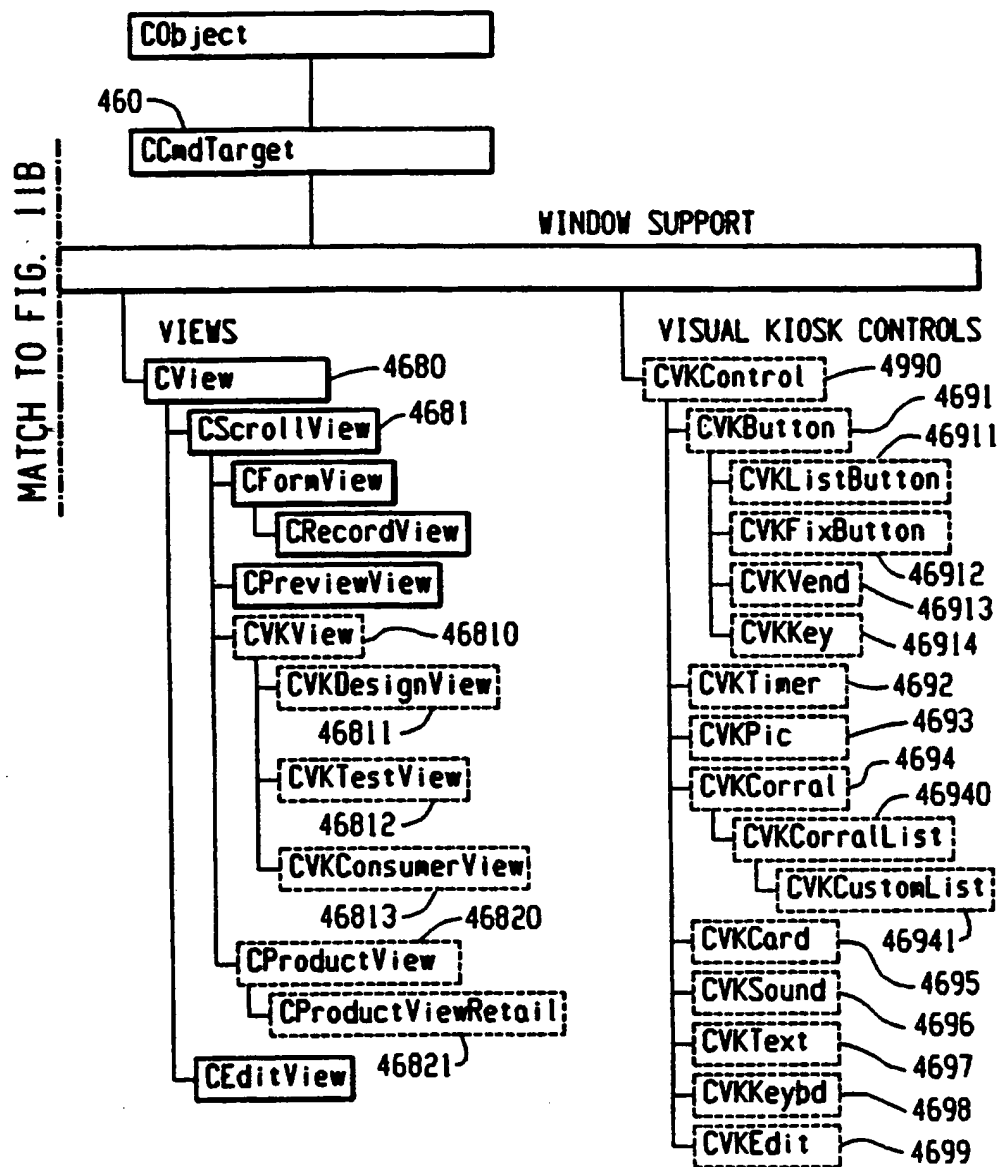 CObject
460
CCmdTarget
MATCH TO FIG. 11B
WINDOW SUPPORT
VIEWS
CView
4680
CScrollView
4681
CFormView
CRecordView
CPreviewView
CVKView
46810
CVKDesignView
46811
CVKTestView
46812
CVKConsumerView
46813
46820
CProductView
CProductViewRetail
46821
CEditView
VISUAL KIOSK CONTROLS
CVKControl
4990
4691
CVKButton
46911
CVKListButton
CVKFixButton
46912
CVKVend
46913
CVKKey
46914
CVKTimer
4692
CVKPic
4693
4694
CVKCorral
46940
CVKCorralList
CVKCustomList
46941
CVKCard
4695
CVKSound
4696
CVKText
4697
CVKKeybd
4698
CVKEdit
4699